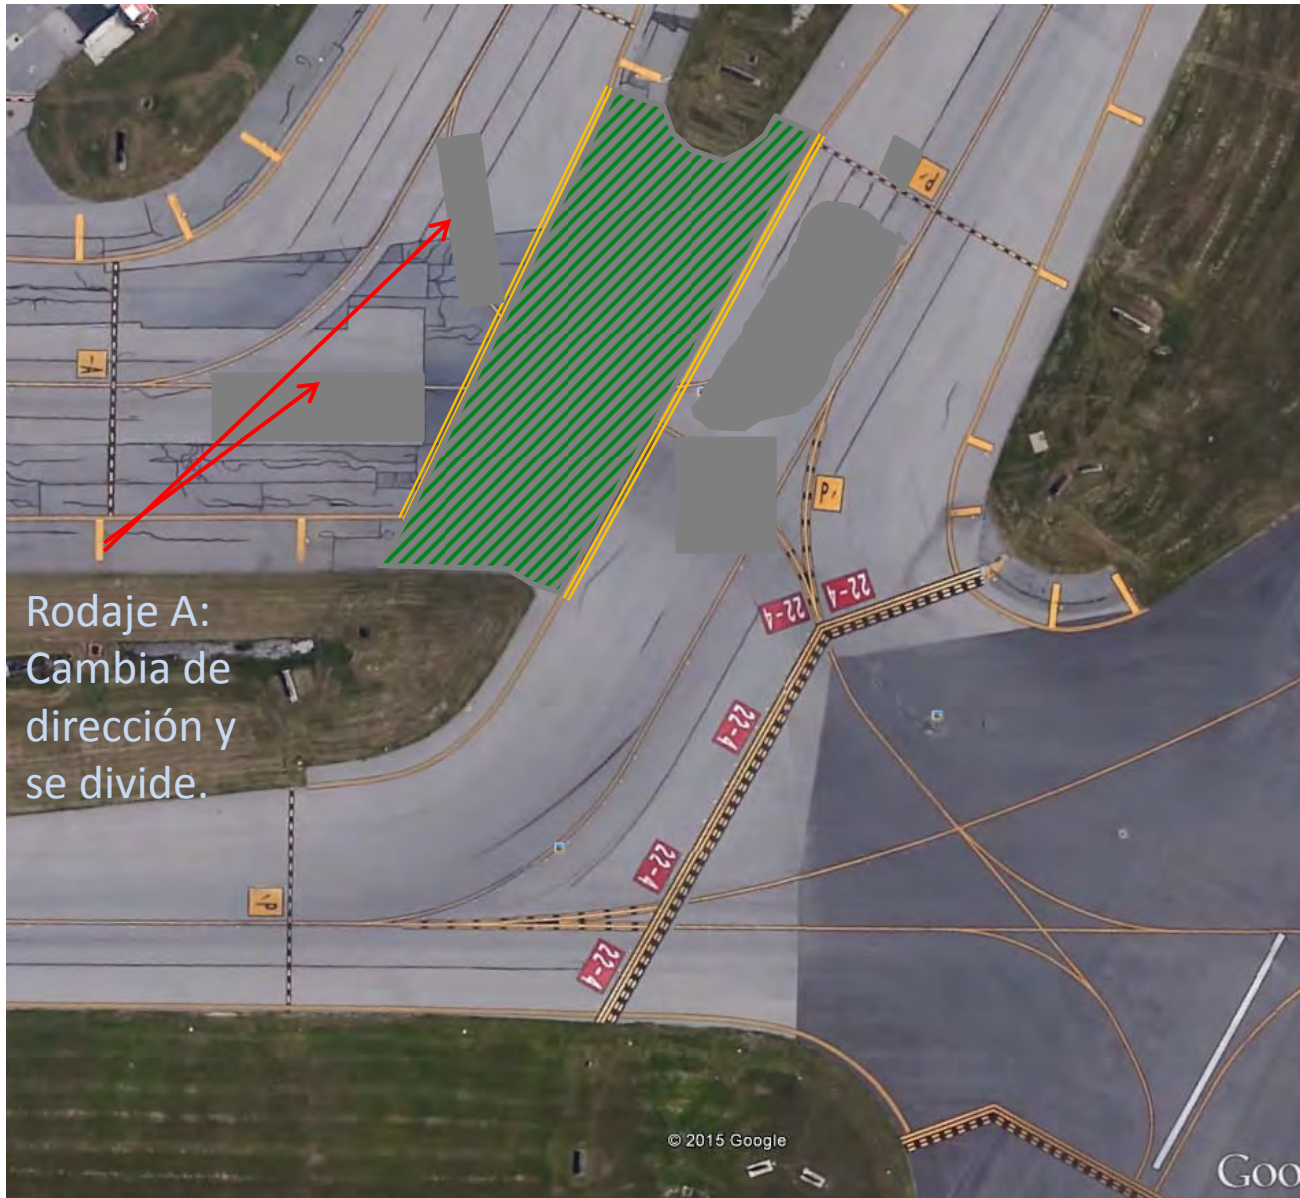 A
P
P
22-4
22-4
Rodaje A:
Cambia de
dirección y
se divide.
22-4
22-4
P
22-4
© 2015 Google
Goo